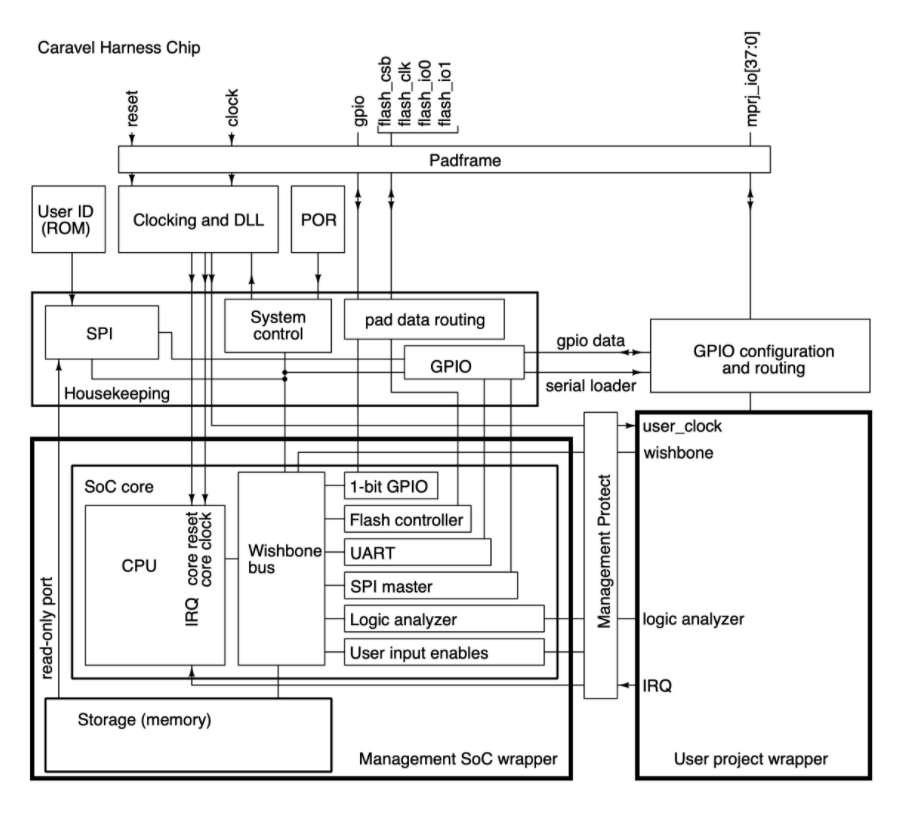 Caravel Harness Chip
reset
clock
gpio
flash_csb
flash_clk
flash_io0
flash_io1
mprj_io[37:0]
Padframe
User ID
(ROM)
Clocking and DLL
POR
SPI
System
control
pad data routing
GPIO
Housekeeping
gpio data
serial loader
GPIO configuration
and routing
user_clock
wishbone
logic analyzer
IRQ
User project wrapper
Management Protect
SoC core
CPU
core reset
core clock
IRQ
Wishbone
bus
1-bit GPIO
Flash controller
UART
SPI master
Logic analyzer
User input enables
read-only port
Storage (memory)
Management SoC wrapper